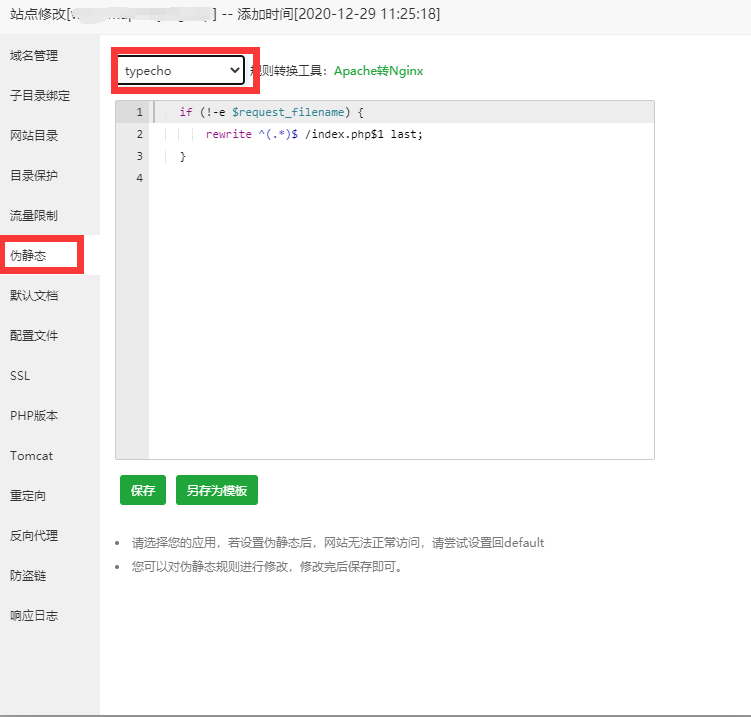 站点修改[] -- 添加时间[2020-12-29 11:25:18]
域名管理
子目录绑定
网站目录
目录保护
流量限制
伪静态
默认文档
配置文件
SSL
PHP版本
Tomcat
重定向
反向代理
防盗链
响应日志
typecho
规则转换工具：Apache转Nginx
1 if (!-e $request_filename) {
2 rewrite ^(.*)$ /index.php$1 last;
3 }
4
保存 另存为模板
请选择您的应用，若设置伪静态后，网站无法正常访问，请尝试设置回default
您可以对伪静态规则进行修改，修改完后保存即可。